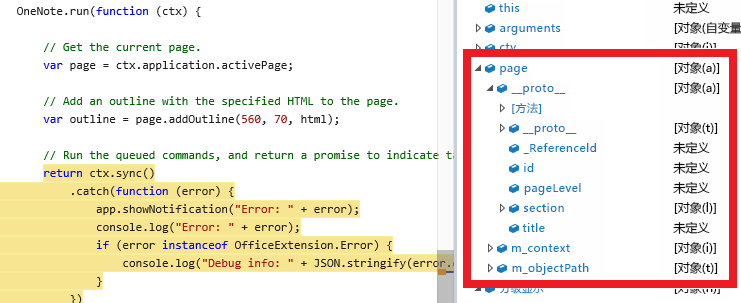 OneNote.run(function (ctx) {
// Get the current page.
var page = ctx.application.activePage;
// Add an outline with the specified HTML to the page.
var outline = page.addOutline(560, 70, html);
// Run the queued commands, and return a promise to indicate ta
return ctx.sync()
.catch(function (error) {
app.showNotification("Error: " + error);
console.log("Error: " + error);
if (error instanceof OfficeExtension.Error) {
console.log("Debug info: " + JSON.stringify(error.
}
})
this 未定义
arguments [对象(自变量
ctx [对象(i)]
page [对象(a)]
__proto__ [对象(a)]
[方法]
__proto__ [对象(t)]
_ReferenceId 未定义
id 未定义
pageLevel 未定义
section [对象(l)]
title 未定义
m_context [对象(i)]
m_objectPath [对象(t)]